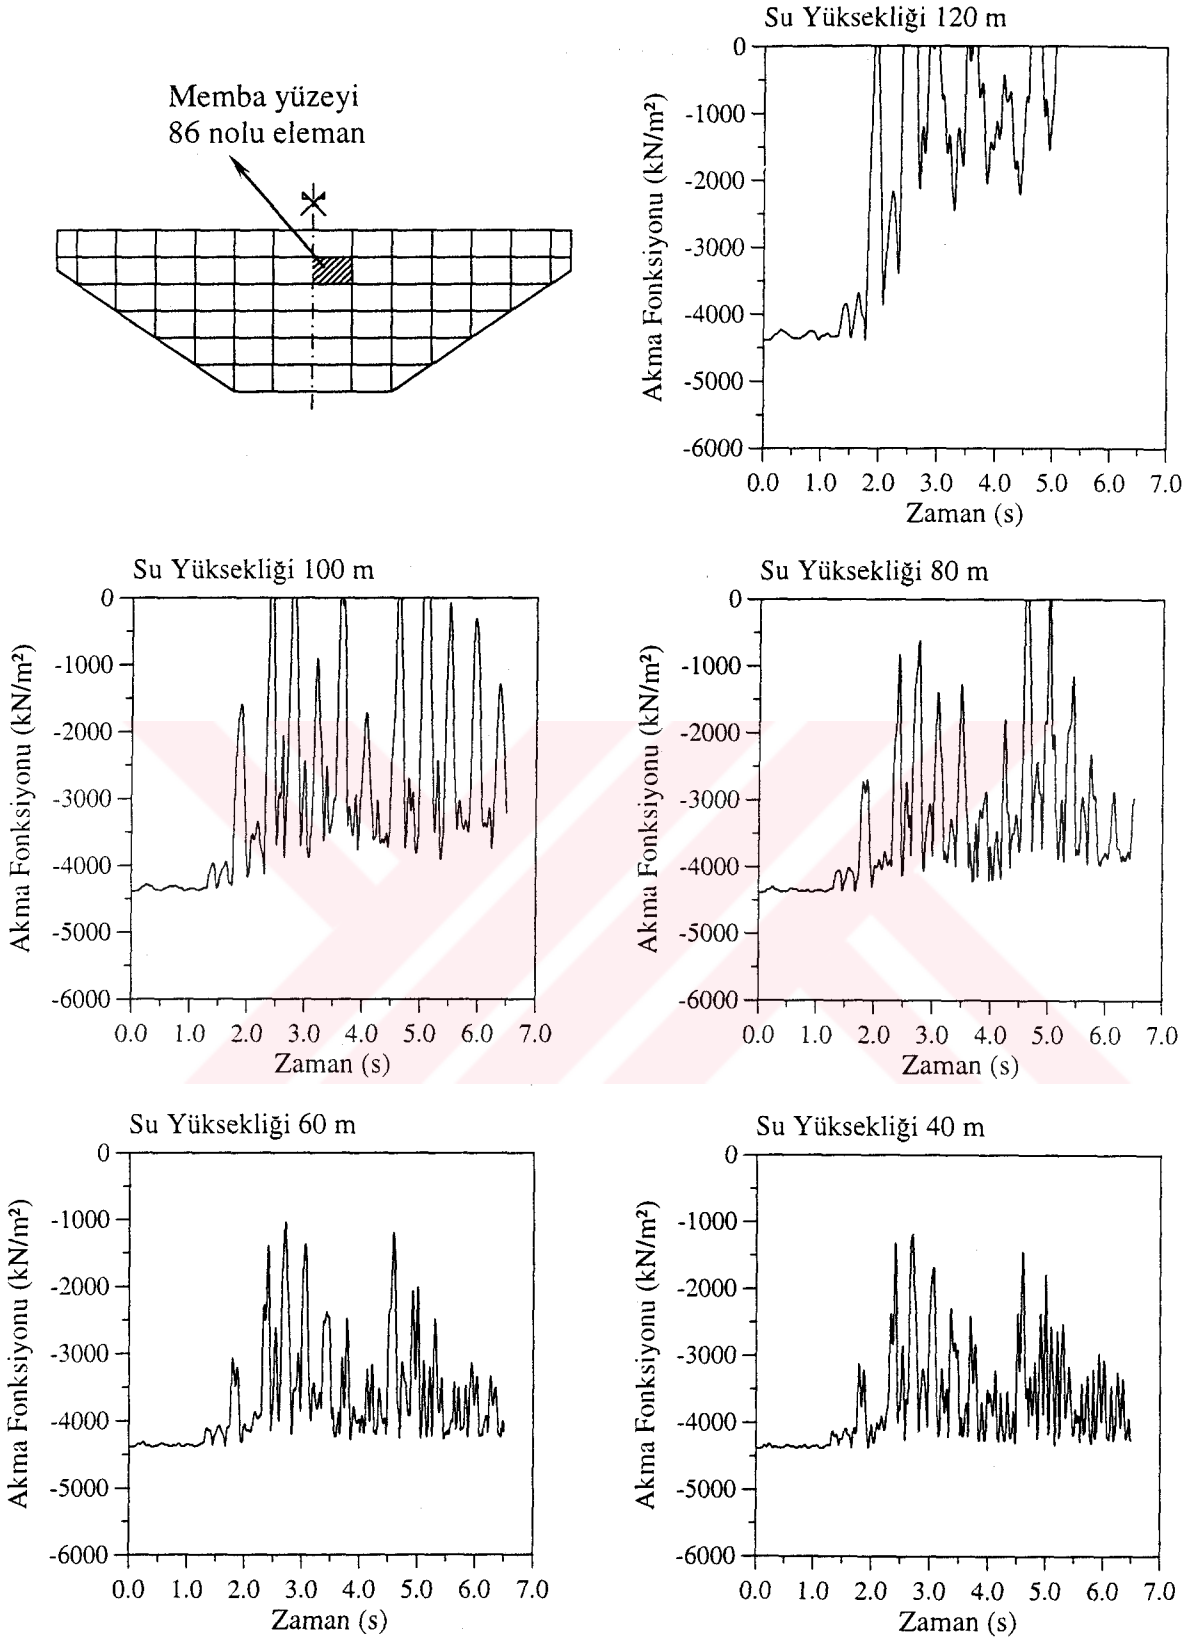 Su Yüksekliği 120 m
Memba yüzeyi
86 nolu eleman
Akma Fonksiyonu (kN/m²)
0
-1000
-2000
-3000
-4000
-5000
-6000
0.0 1.0 2.0 3.0 4.0 5.0 6.0 7.0
Zaman (s)
Su Yüksekliği 100 m
Akma Fonksiyonu (kN/m²)
0
-1000
-2000
-3000
-4000
-5000
-6000
0.0 1.0 2.0 3.0 4.0 5.0 6.0 7.0
Zaman (s)
Su Yüksekliği 80 m
Akma Fonksiyonu (kN/m²)
0
-1000
-2000
-3000
-4000
-5000
-6000
0.0 1.0 2.0 3.0 4.0 5.0 6.0 7.0
Zaman (s)
Su Yüksekliği 60 m
Akma Fonksiyonu (kN/m²)
0
-1000
-2000
-3000
-4000
-5000
-6000
0.0 1.0 2.0 3.0 4.0 5.0 6.0 7.0
Zaman (s)
Su Yüksekliği 40 m
Akma Fonksiyonu (kN/m²)
0
-1000
-2000
-3000
-4000
-5000
-6000
0.0 1.0 2.0 3.0 4.0 5.0 6.0 7.0
Zaman (s)